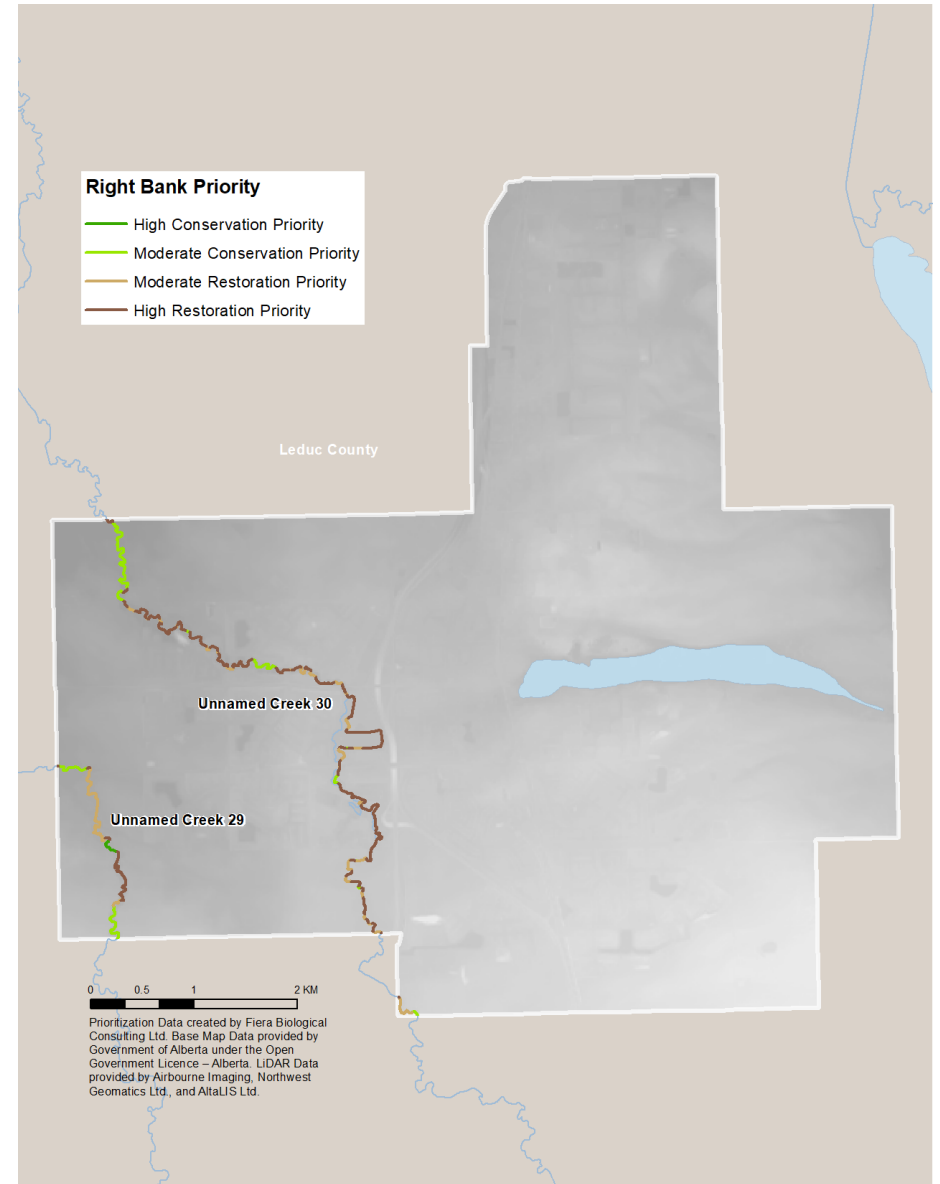 Right Bank Priority
High Conservation Priority
Moderate Conservation Priority
Moderate Restoration Priority
High Restoration Priority
Leduc County
Unnamed Creek 30
Unnamed Creek 29
0 0.5 1 2 KM
Prioritization Data created by Fiera Biological
Consulting Ltd. Base Map Data provided by
Government of Alberta under the Open
Government Licence – Alberta. LiDAR Data
provided by Airbourne Imaging, Northwest
Geomatics Ltd., and AltaLIS Ltd.